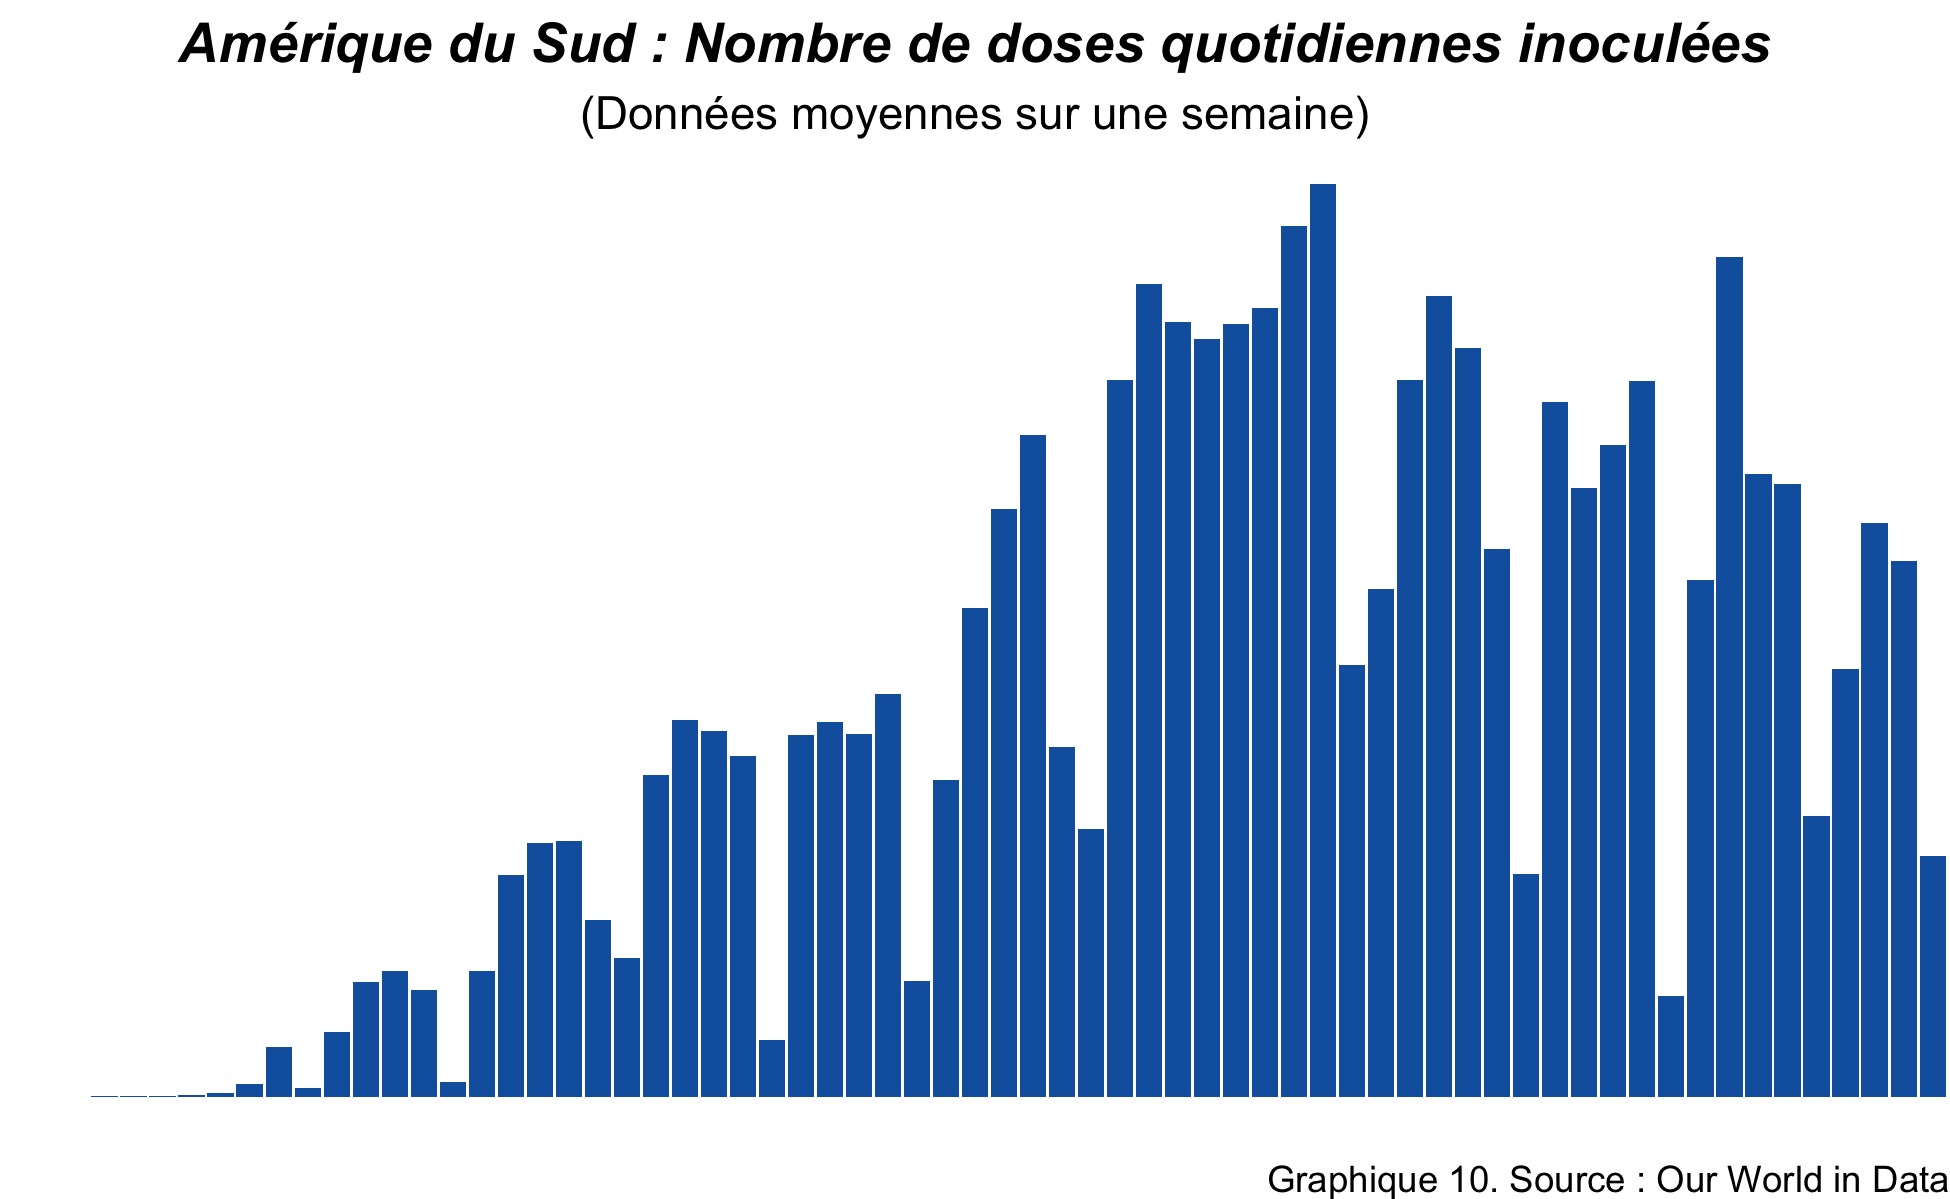 Amérique du Sud : Nombre de doses quotidiennes inoculées
(Données moyennes sur une semaine)
Graphique 10. Source : Our World in Data